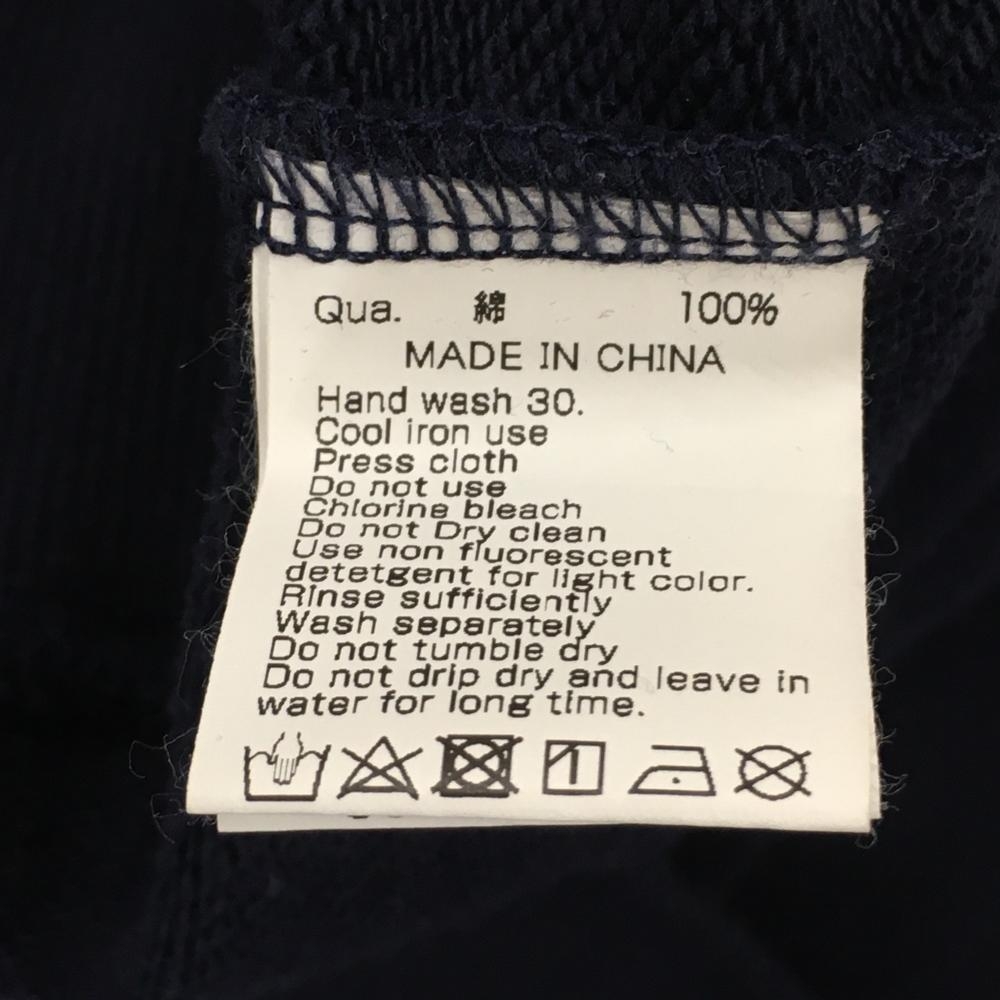 Qua. 綿 100%
MADE IN CHINA
Hand wash 30.
Cool iron use
Press cloth
Do not use
Chlorine bleach
Do not Dry clean
Use non fluorescent
detetgent for light color.
Rinse sufficiently
Wash separately
Do not tumble dry
Do not drip dry and leave in
water for long time.